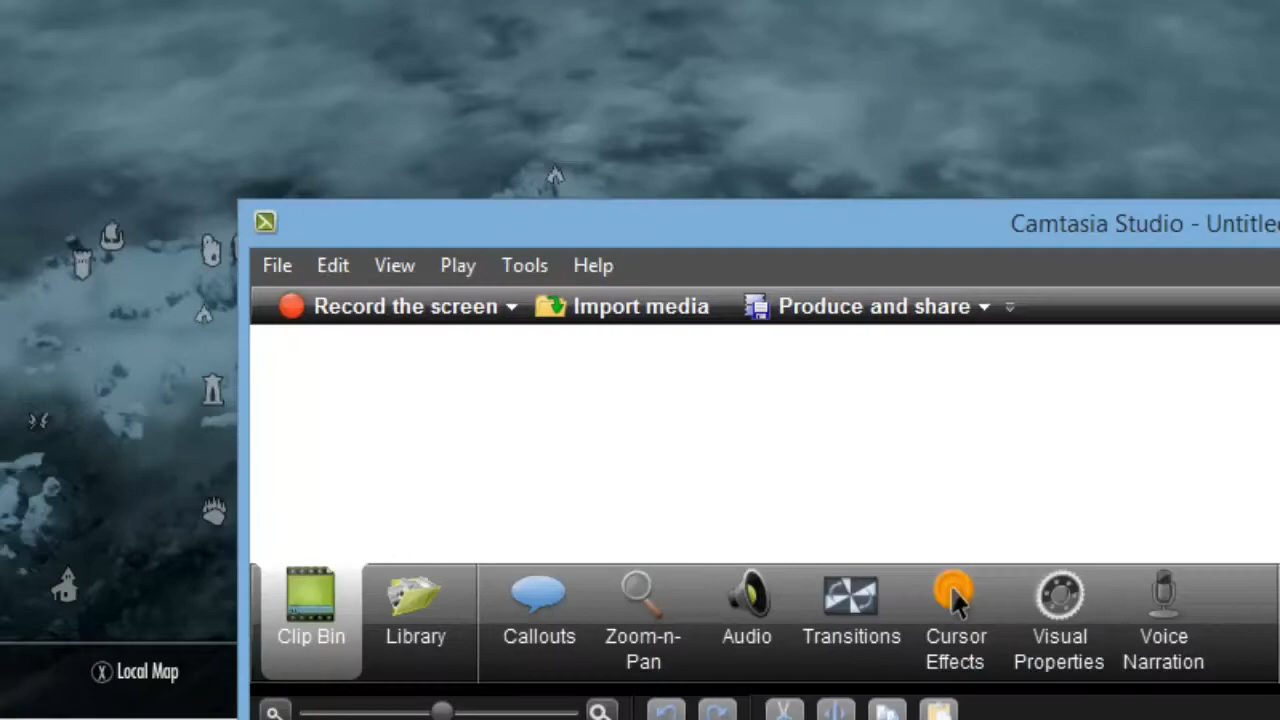 Camtasia Studio - Untitled
File Edit View Play Tools Help
Record the screen Import media Produce and share
Clip Bin Library Callouts Zoom-n-Pan Audio Transitions Cursor Effects Visual Properties Voice Narration
X Local Map